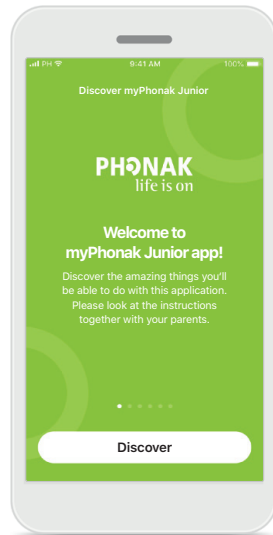 PH 9:41 AM 100%
Discover myPhonak Junior
PHONAK
life is on
Welcome to
myPhonak Junior app!
Discover the amazing things you'll
be able to do with this application.
Please look at the instructions
together with your parents.
Discover